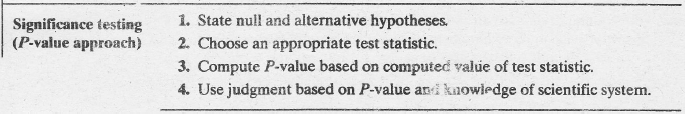 Significance testing
(P-value approach)
1. State null and alternative hypotheses.
2. Choose an appropriate test statistic.
3. Compute P-value based on computed value of test statistic.
4. Use judgment based on P-value and knowledge of scientific system.